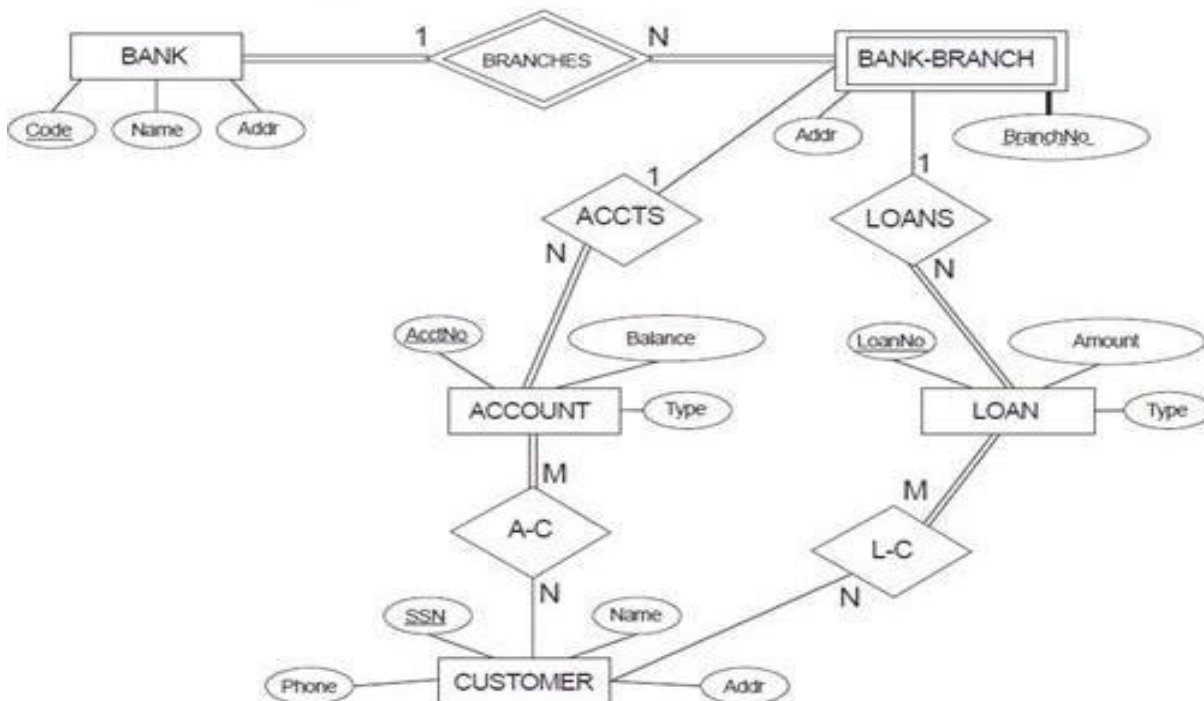 1
N
BANK
BRANCHES
BANK-BRANCH
Code
Name
Addr
Addr
BranchNo
1
1
ACCTS
LOANS
N
N
AcctNo
Balance
LoanNo
Amount
ACCOUNT
Type
LOAN
Type
M
M
A-C
L-C
N
N
SSN
Name
Phone
CUSTOMER
Addr